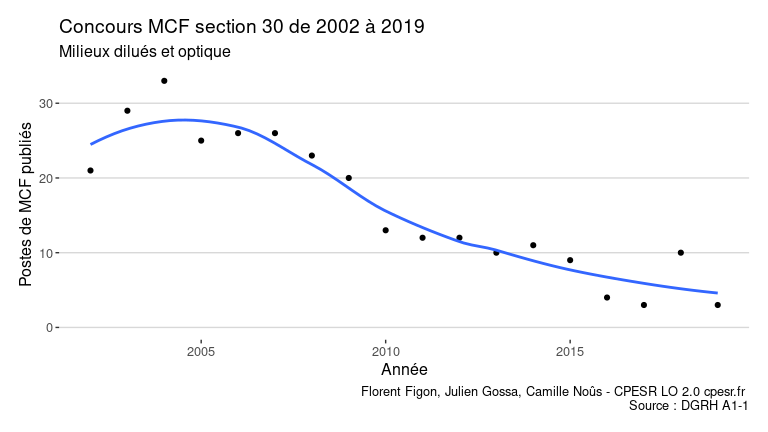 Concours MCF section 30 de 2002 à 2019
Milieux dilués et optique
Postes de MCF publiés
30
20
10
0
2005
2010
2015
Année
Florent Figon, Julien Gossa, Camille Noûs - CPESR LO 2.0 cpesr.fr
Source : DGRH A1-1